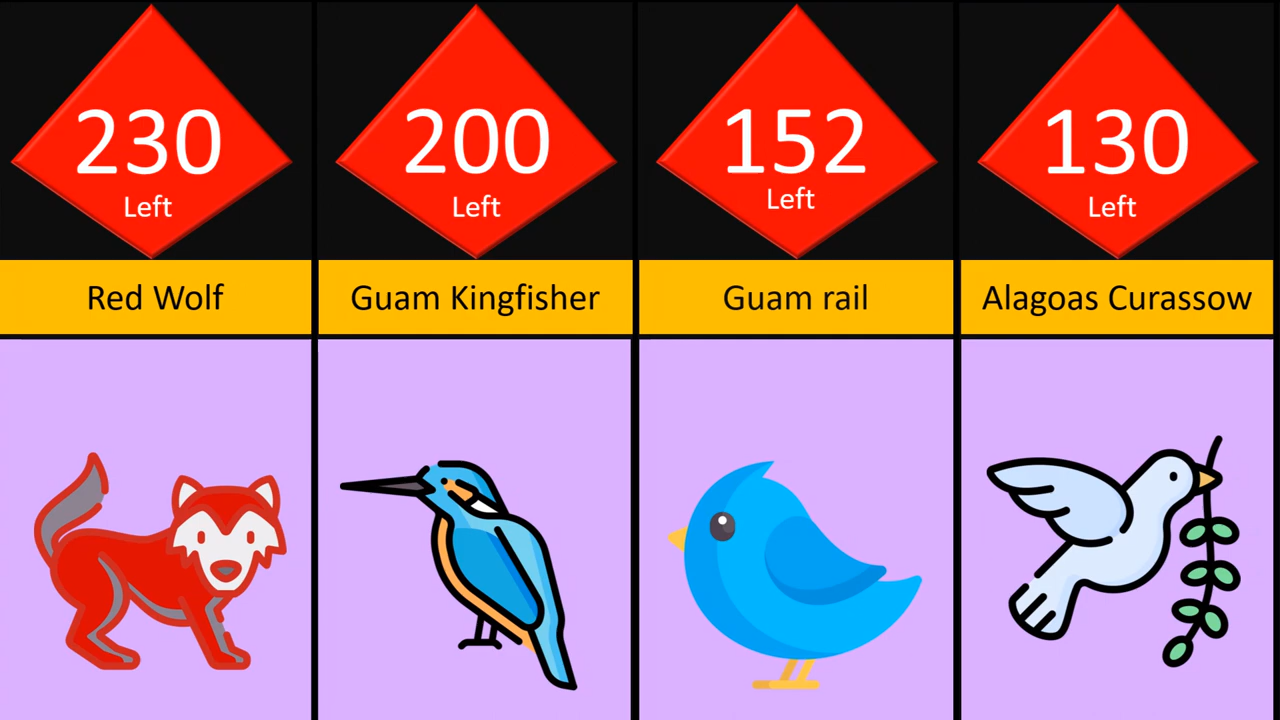 230
Left
Red Wolf
200
Left
Guam Kingfisher
152
Left
Guam rail
130
Left
Alagoas Curassow